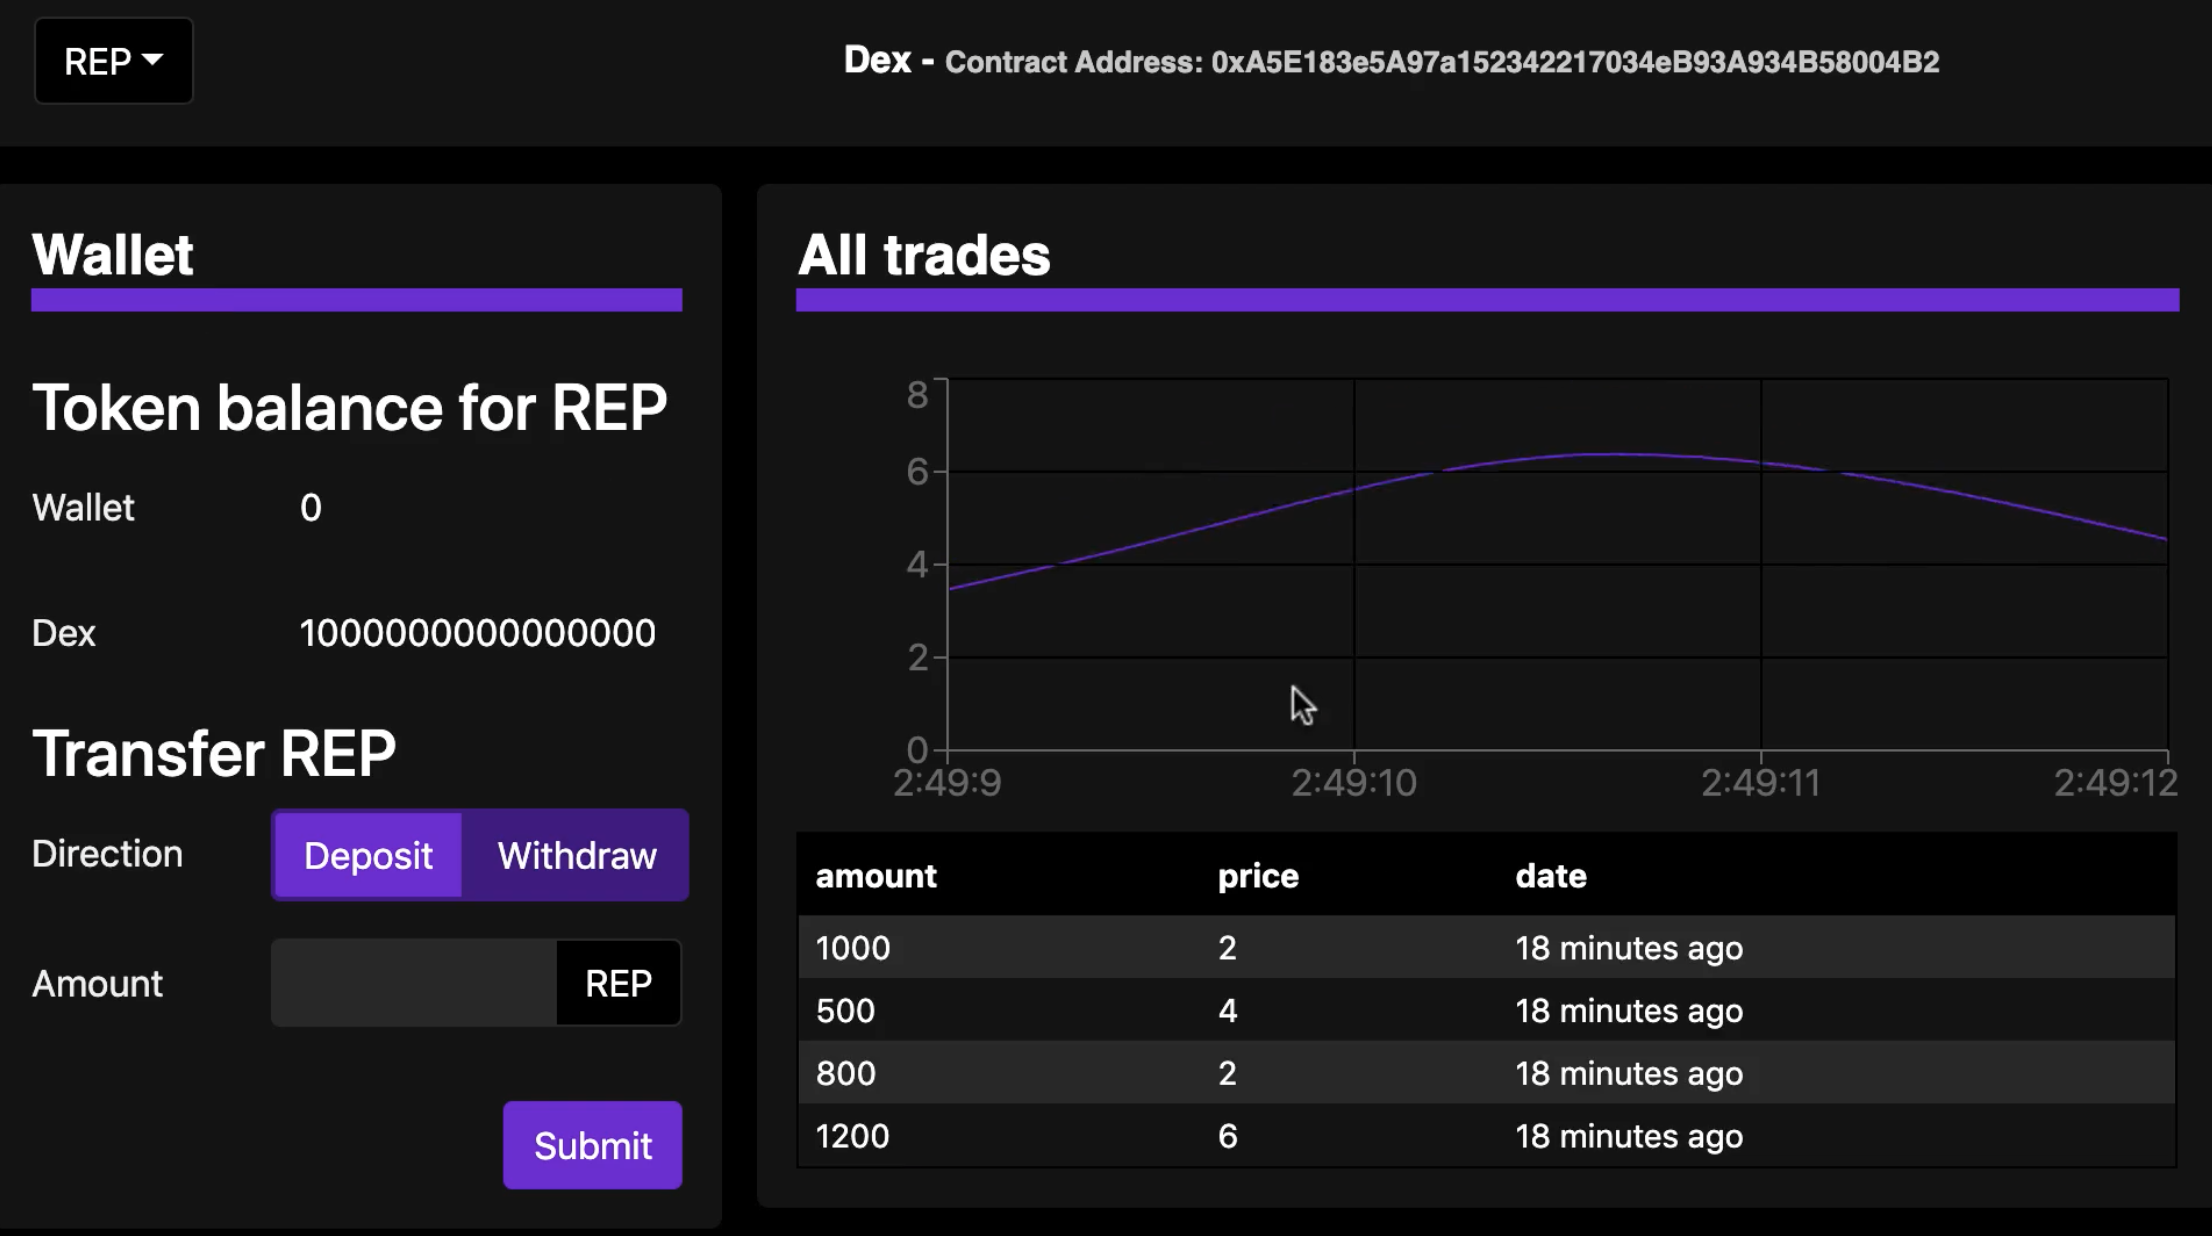 REP
Dex - Contract Address: 0xA5E183e5A97a152342217034eB93A934B58004B2
Wallet
Token balance for REP
Wallet 0
Dex 1000000000000000
Transfer REP
Direction Deposit Withdraw
Amount REP
Submit
All trades
8
6
4
2
0
2:49:9 2:49:10 2:49:11 2:49:12
amount price date
1000 2 18 minutes ago
500 4 18 minutes ago
800 2 18 minutes ago
1200 6 18 minutes ago